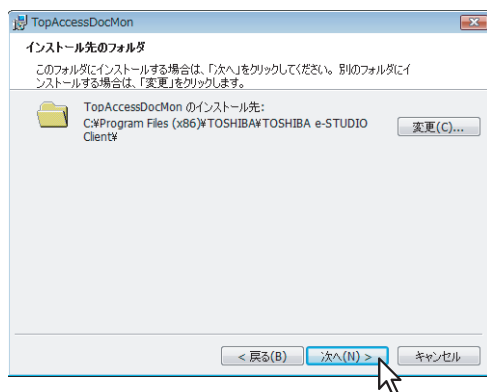 TopAccessDocMon
インストール先のフォルダ
このフォルダにインストールする場合は、「次へ」をクリックしてください。別のフォルダにイ
ンストールする場合は、「変更」をクリックします。
TopAccessDocMon のインストール先:
C:¥Program Files (x86)¥TOSHIBA¥TOSHIBA e-STUDIO
Client¥
変更(C)...
< 戻る(B)
次へ(N) >
キャンセル